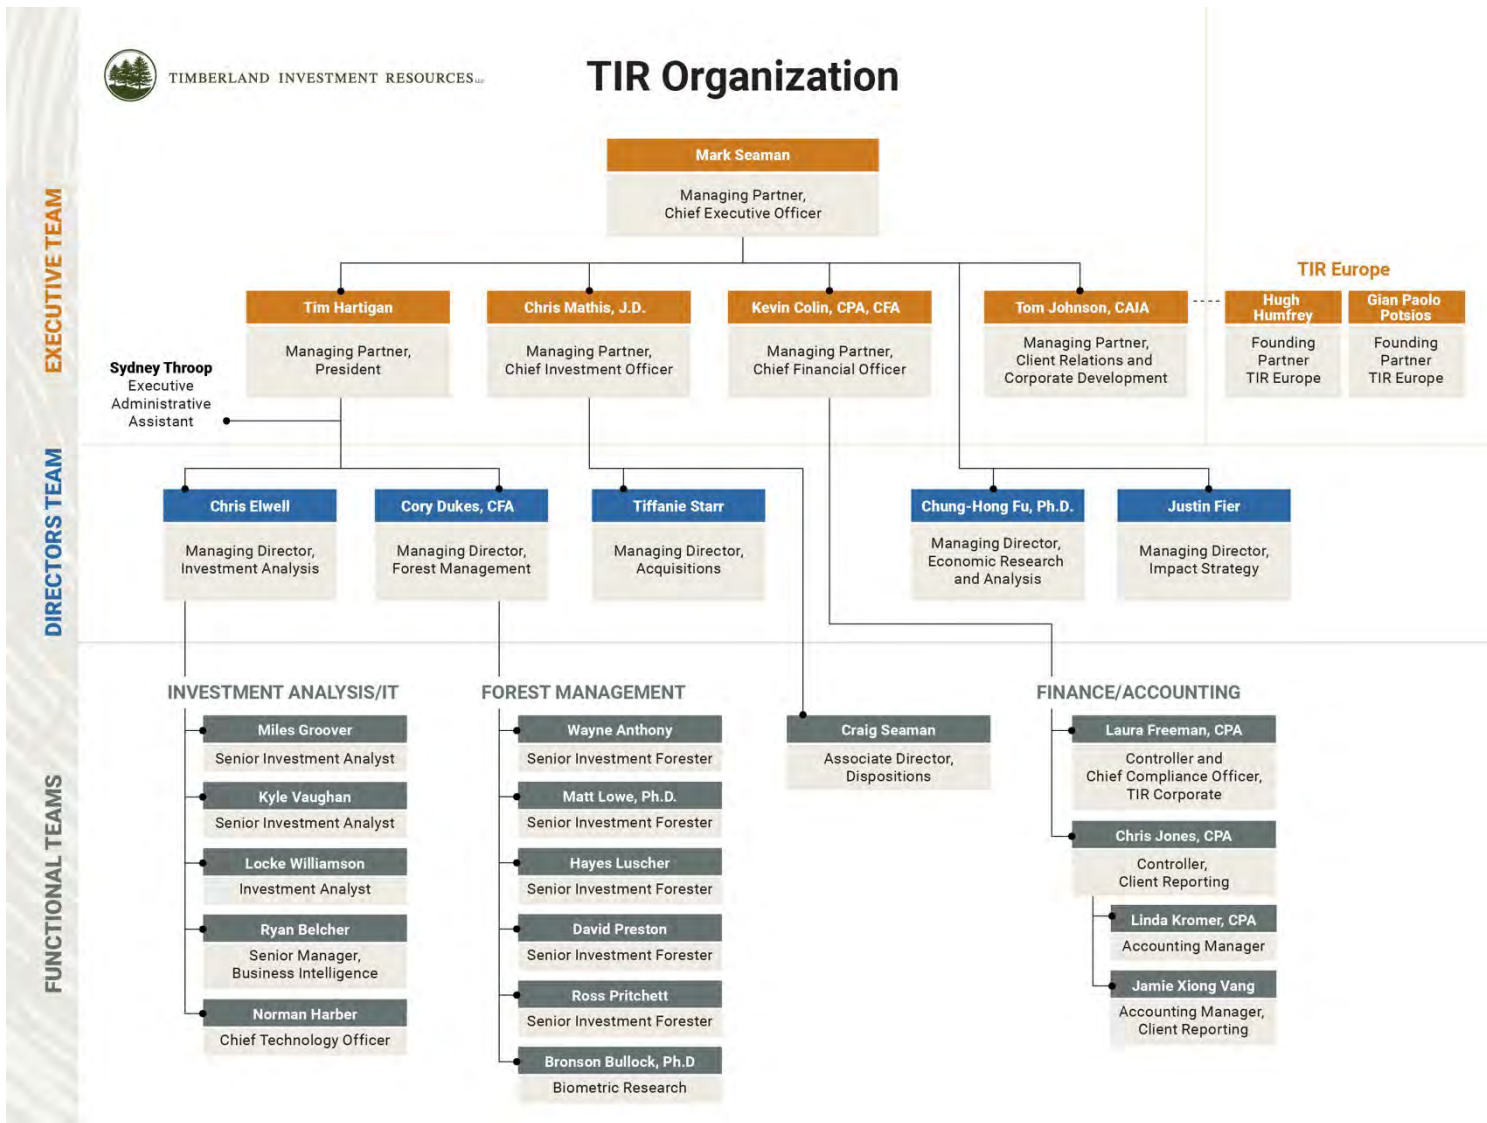 TIMBERLAND INVESTMENT RESOURCES LLC
TIR Organization
EXECUTIVE TEAM
Mark Seaman
Managing Partner,
Chief Executive Officer
Tim Hartigan
Managing Partner,
President
Sydney Throop
Executive
Administrative
Assistant
Chris Mathis, J.D.
Managing Partner,
Chief Investment Officer
Kevin Colin, CPA, CFA
Managing Partner,
Chief Financial Officer
Tom Johnson, CAIA
Managing Partner,
Client Relations and
Corporate Development
TIR Europe
Hugh
Humfrey
Founding
Partner
TIR Europe
Gian Paolo
Potsios
Founding
Partner
TIR Europe
DIRECTORS TEAM
Chris Elwell
Managing Director,
Investment Analysis
Cory Dukes, CFA
Managing Director,
Forest Management
Tiffanie Starr
Managing Director,
Acquisitions
Chung-Hong Fu, Ph.D.
Managing Director,
Economic Research
and Analysis
Justin Fier
Managing Director,
Impact Strategy
FUNCTIONAL TEAMS
INVESTMENT ANALYSIS/IT
Miles Groover
Senior Investment Analyst
Kyle Vaughan
Senior Investment Analyst
Locke Williamson
Investment Analyst
Ryan Belcher
Senior Manager,
Business Intelligence
Norman Harber
Chief Technology Officer
FOREST MANAGEMENT
Wayne Anthony
Senior Investment Forester
Matt Lowe, Ph.D.
Senior Investment Forester
Hayes Luscher
Senior Investment Forester
David Preston
Senior Investment Forester
Ross Pritchett
Senior Investment Forester
Bronson Bullock, Ph.D
Biometric Research
Craig Seaman
Associate Director,
Dispositions
FINANCE/ACCOUNTING
Laura Freeman, CPA
Controller and
Chief Compliance Officer,
TIR Corporate
Chris Jones, CPA
Controller,
Client Reporting
Linda Kromer, CPA
Accounting Manager
Jamie Xiong Vang
Accounting Manager,
Client Reporting